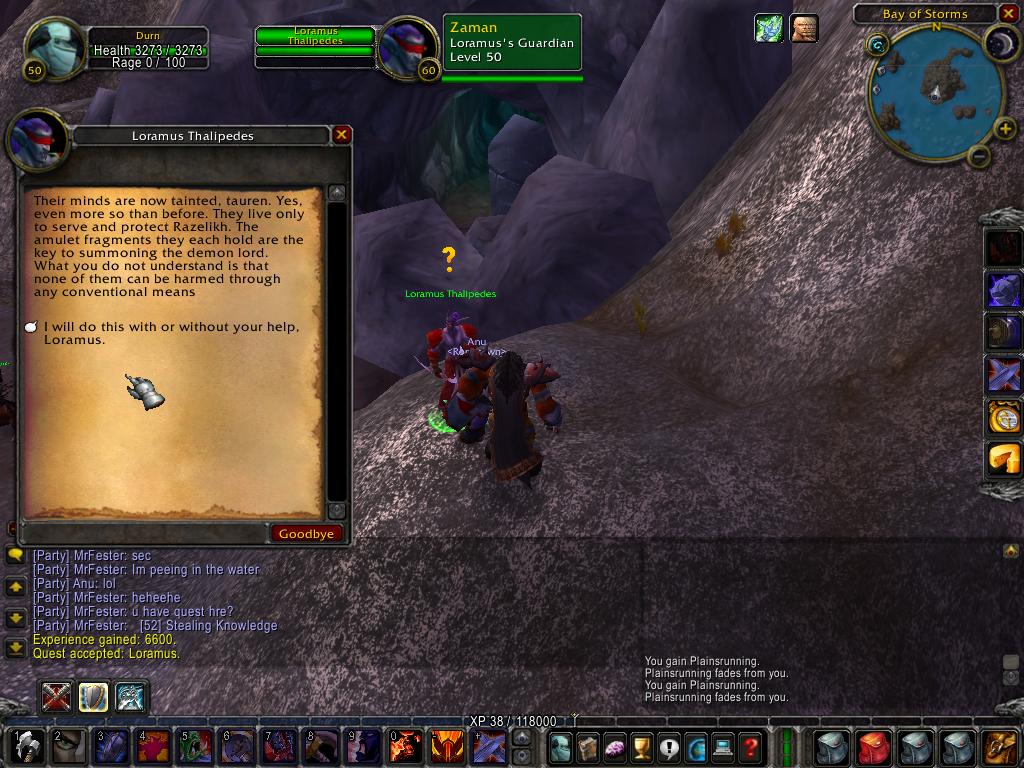 Durn
Health 3273 / 3273
Rage 0 / 100
50
Loramus
Thalipedes
60
Zaman
Loramus's Guardian
Level 50
Bay of Storms
N
Loramus Thalipedes
Their minds are now tainted, tauren. Yes,
even more so than before. They live only
to serve and protect Razelikh. The
amulet fragments they each hold are the
key to summoning the demon lord.
What you do not understand is that
none of them can be harmed through
any conventional means
I will do this with or without your help,
Loramus.
Goodbye
?
Loramus Thalipedes
Anu
[Party] MrFester: sec
[Party] MrFester: Im peeing in the water
[Party] Anu: lol
[Party] MrFester: heheehe
[Party] MrFester: u have quest hre?
[Party] MrFester: [52] Stealing Knowledge
Experience gained: 6600.
Quest accepted: Loramus.
You gain Plainsrunning.
Plainsrunning fades from you.
You gain Plainsrunning.
Plainsrunning fades from you.
XP 38 / 118000
1 2 3 4 5 6 7 8 9 0 - +